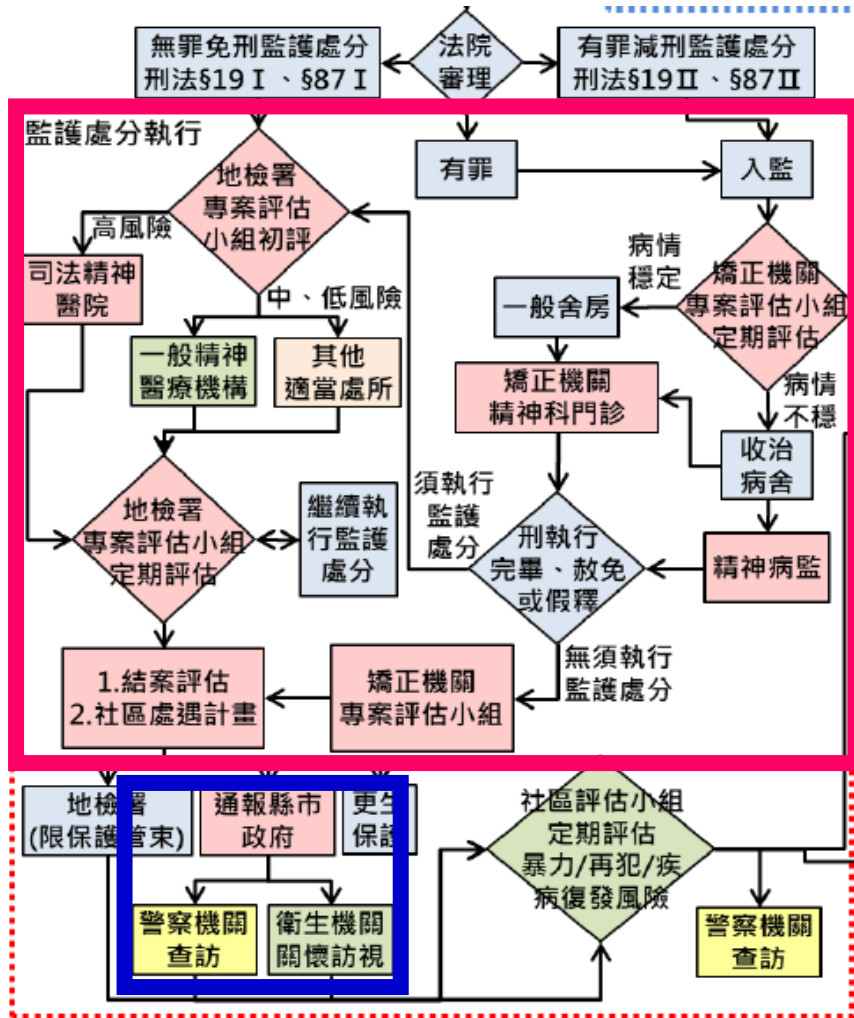 無罪免刑監護處分
刑法§19Ⅰ、§87Ⅰ
法院
審理
有罪減刑監護處分
刑法§19Ⅱ、§87Ⅱ
監護處分執行
地檢署
專案評估
小組初評
有罪
入監
高風險
司法精神
醫院
中、低風險
一般精神
醫療機構
其他
適當處所
病情
穩定
一般舍房
矯正機關
專案評估小組
定期評估
病情
不穩
矯正機關
精神科門診
收治
病舍
精神病監
地檢署
專案評估小組
定期評估
繼續執
行監護
處分
須執行
監護
處分
刑執行
完畢、赦免
或假釋
無須執行
監護處分
1.結案評估
2.社區處遇計畫
矯正機關
專案評估小組
地檢署
(限保護管束)
通報縣市
政府
更生
保護
社區評估小組
定期評估
暴力/再犯/疾
病復發風險
警察機關
查訪
衛生機關
關懷訪視
警察機關
查訪